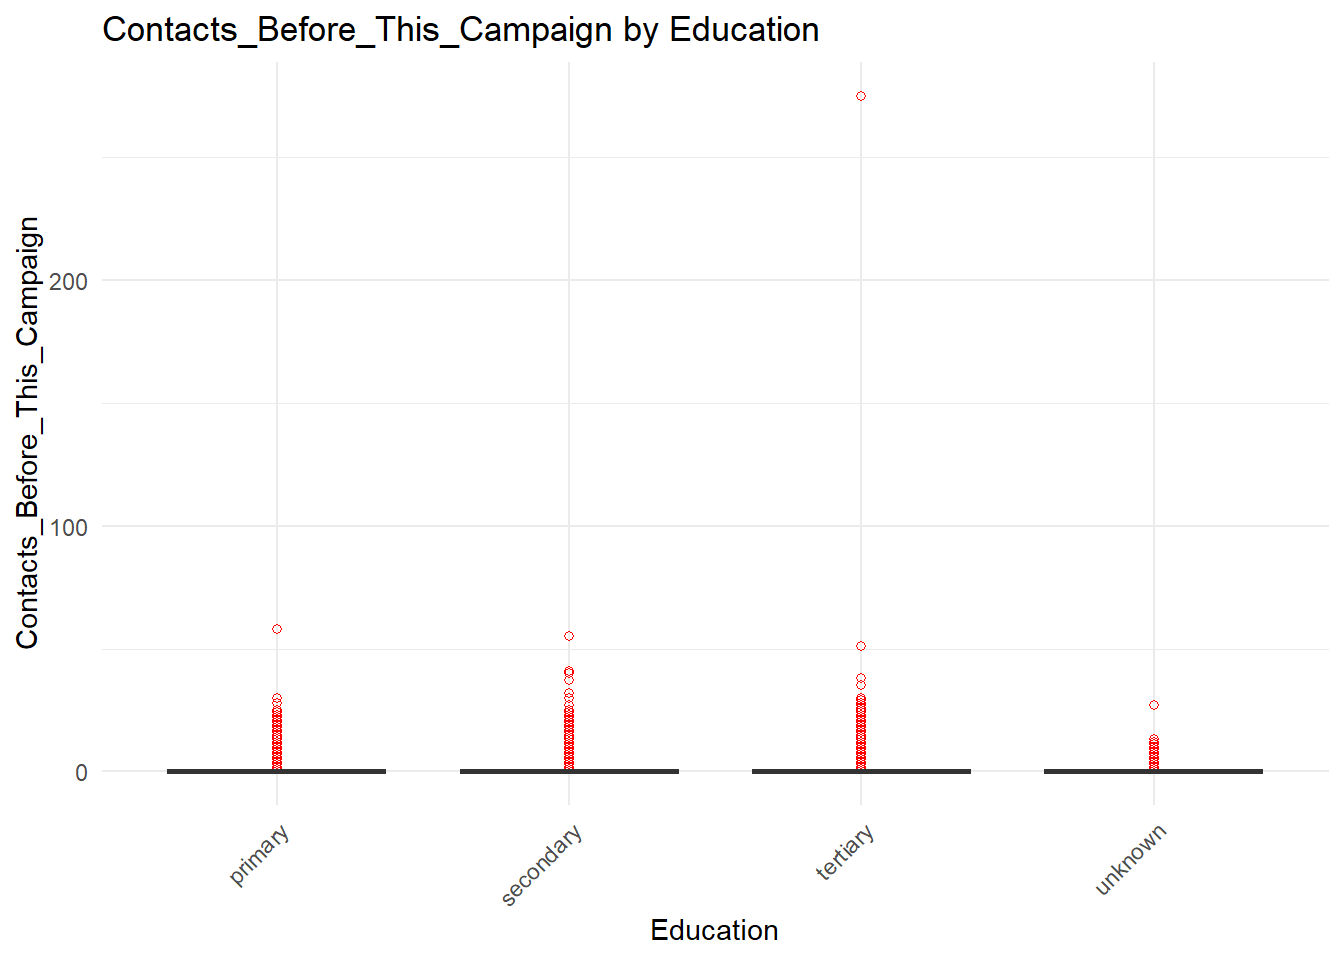 Contacts_Before_This_Campaign by Education
Contacts_Before_This_Campaign
200
100
0
primary
secondary
tertiary
unknown
Education